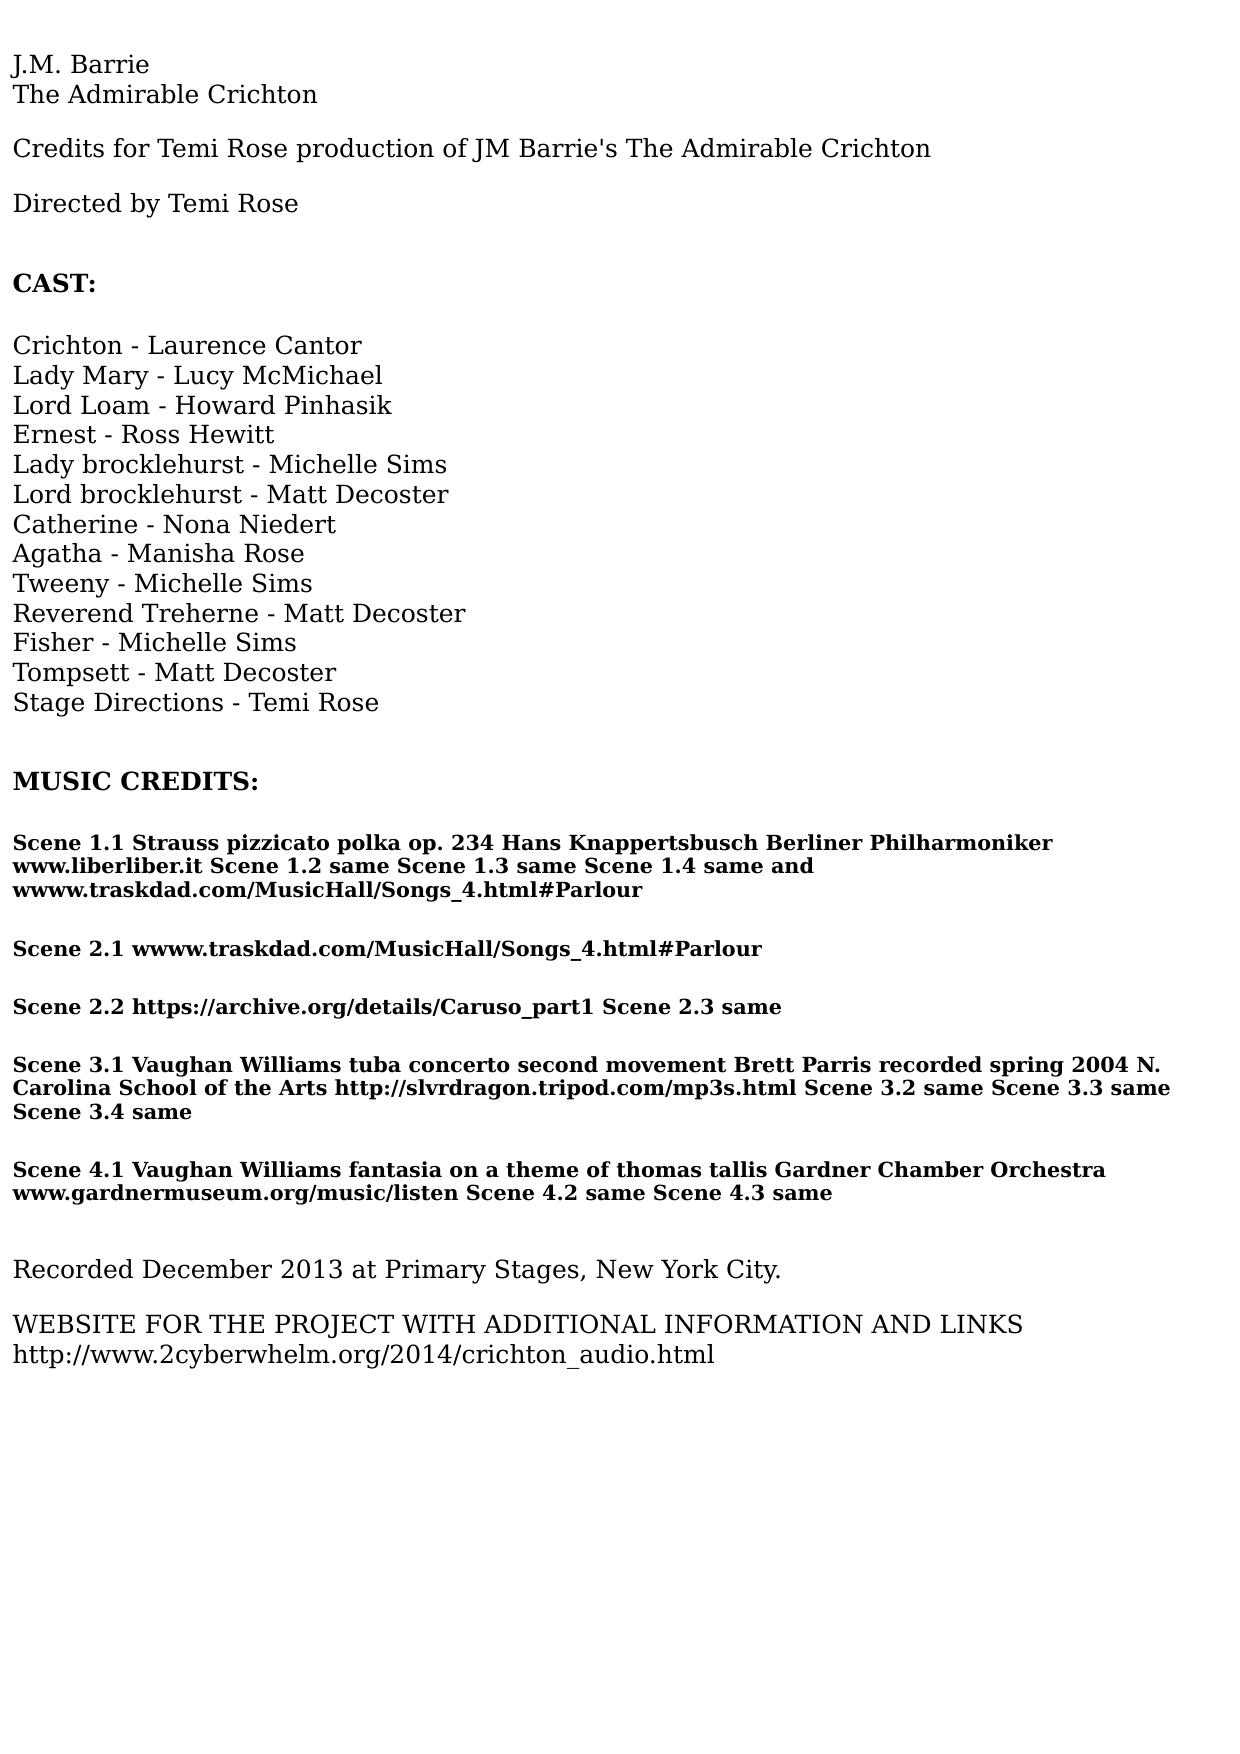 J.M. Barrie
The Admirable Crichton
Credits for Temi Rose production of JM Barrie's The Admirable Crichton
Directed by Temi Rose
CAST:
Crichton - Laurence Cantor
Lady Mary - Lucy McMichael
Lord Loam - Howard Pinhasik
Ernest - Ross Hewitt
Lady brocklehurst - Michelle Sims
Lord brocklehurst - Matt Decoster
Catherine - Nona Niedert
Agatha - Manisha Rose
Tweeny - Michelle Sims
Reverend Treherne - Matt Decoster
Fisher - Michelle Sims
Tompsett - Matt Decoster
Stage Directions - Temi Rose
MUSIC CREDITS:
Scene 1.1 Strauss pizzicato polka op. 234 Hans Knappertsbusch Berliner Philharmoniker
www.liberliber.it Scene 1.2 same Scene 1.3 same Scene 1.4 same and
wwww.traskdad.com/MusicHall/Songs_4.html#Parlour
Scene 2.1 wwww.traskdad.com/MusicHall/Songs_4.html#Parlour
Scene 2.2 https://archive.org/details/Caruso_part1 Scene 2.3 same
Scene 3.1 Vaughan Williams tuba concerto second movement Brett Parris recorded spring 2004 N.
Carolina School of the Arts http://slvrdragon.tripod.com/mp3s.html Scene 3.2 same Scene 3.3 same
Scene 3.4 same
Scene 4.1 Vaughan Williams fantasia on a theme of thomas tallis Gardner Chamber Orchestra
www.gardnermuseum.org/music/listen Scene 4.2 same Scene 4.3 same
Recorded December 2013 at Primary Stages, New York City.
WEBSITE FOR THE PROJECT WITH ADDITIONAL INFORMATION AND LINKS
http://www.2cyberwhelm.org/2014/crichton_audio.html